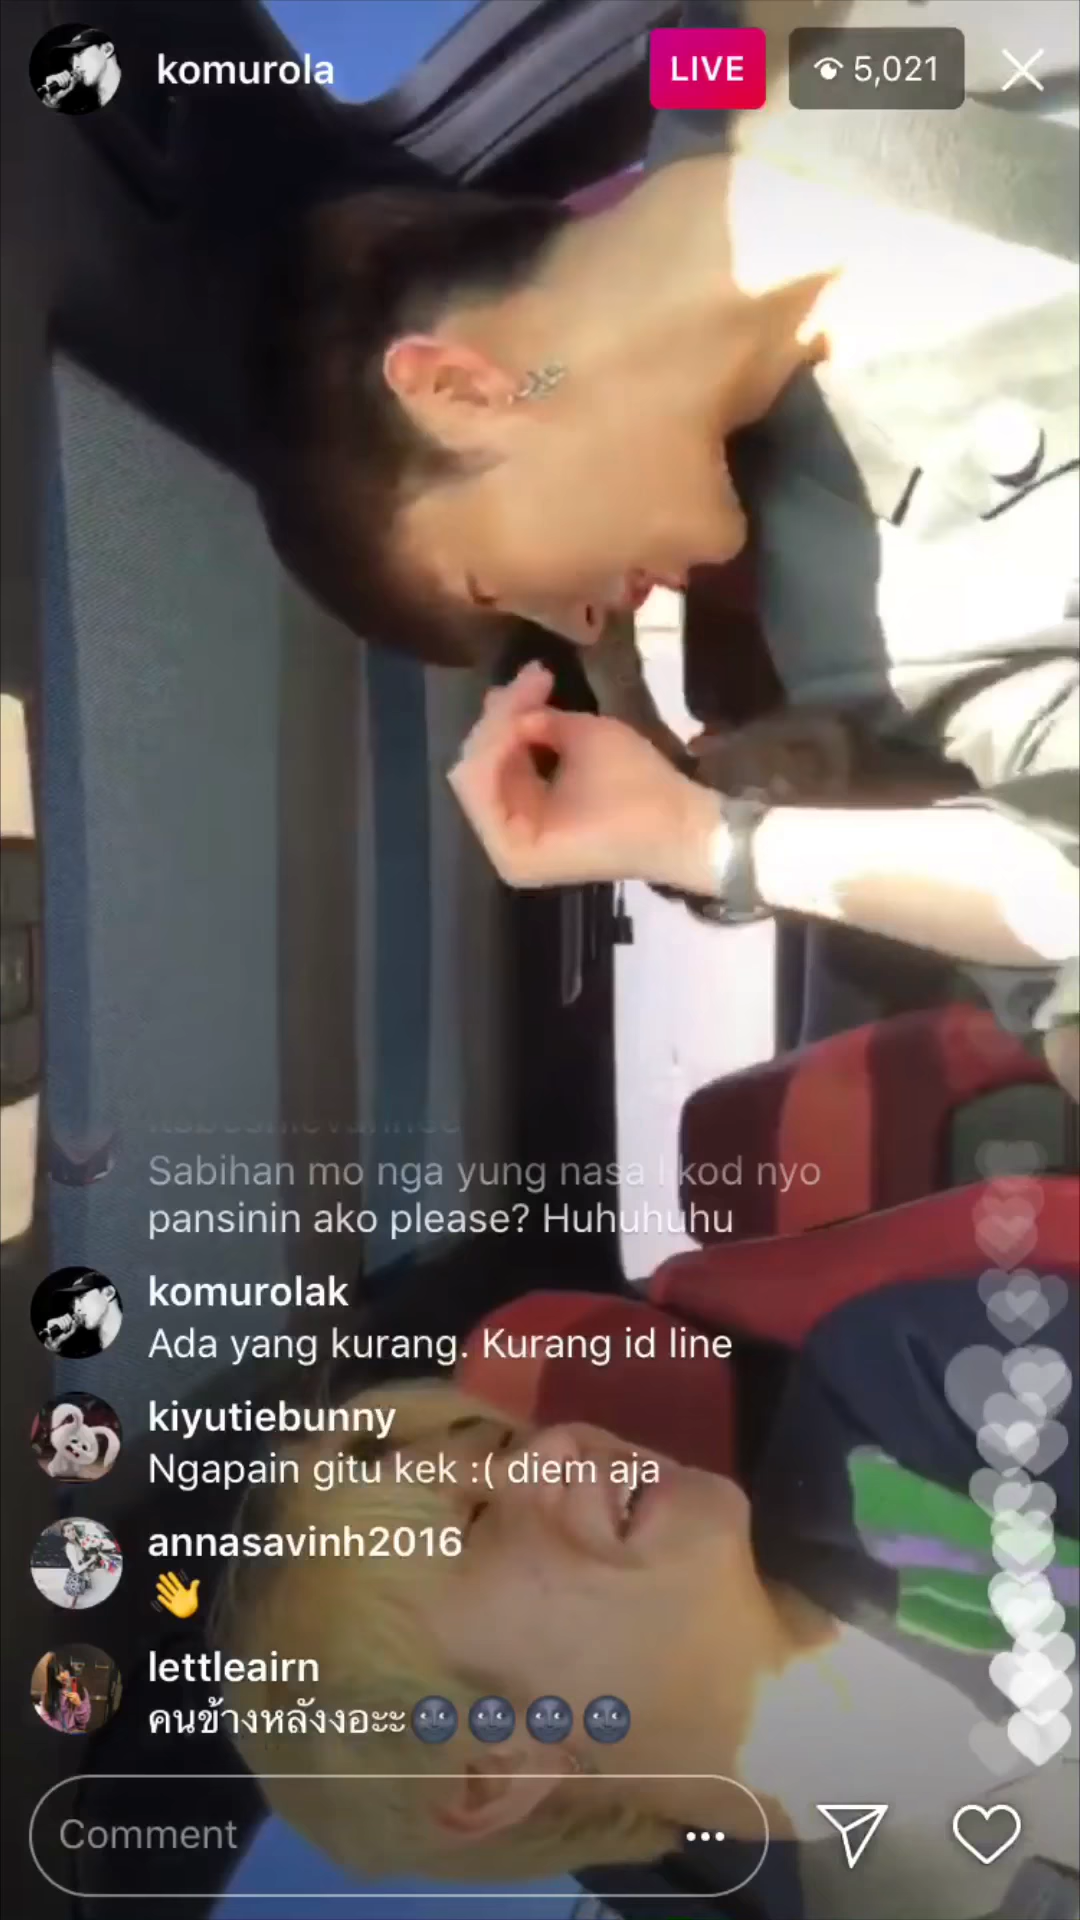 komurola
LIVE
5,021
Sabihan mo nga yung nasa likod nyo
pansinin ako please? Huhuhuhu
komurolak
Ada yang kurang. Kurang id line
kiyutiebunny
Ngapain gitu kek :( diem aja
annasavinh2016
👋
lettleairn
คนข้างหลังงอะะ🌚🌚🌚🌚
Comment